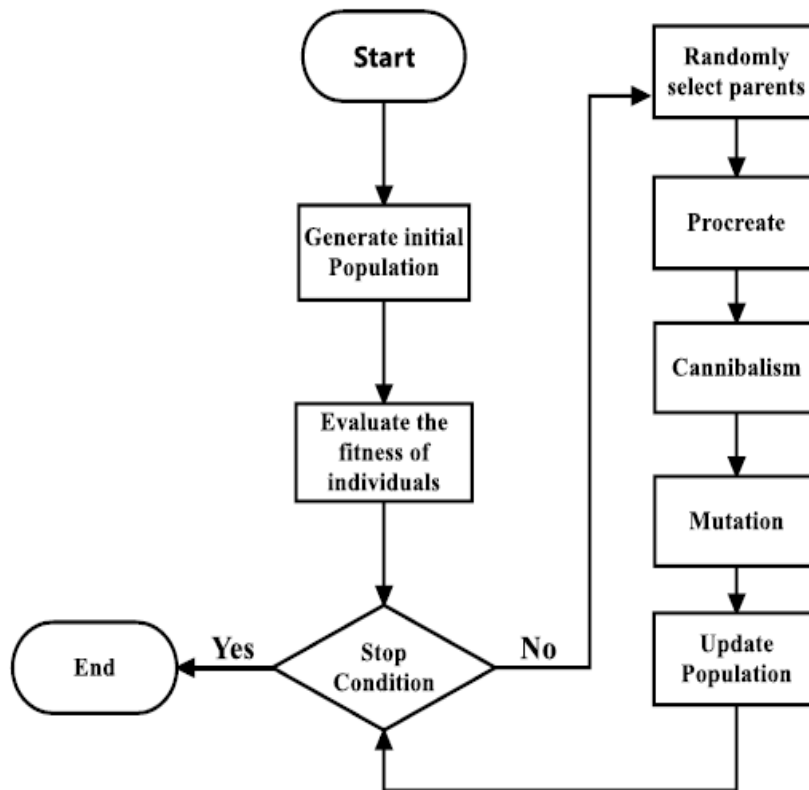 Start
Generate initial
Population
Evaluate the
fitness of
individuals
Stop
Condition
Yes
End
No
Randomly
select parents
Procreate
Cannibalism
Mutation
Update
Population